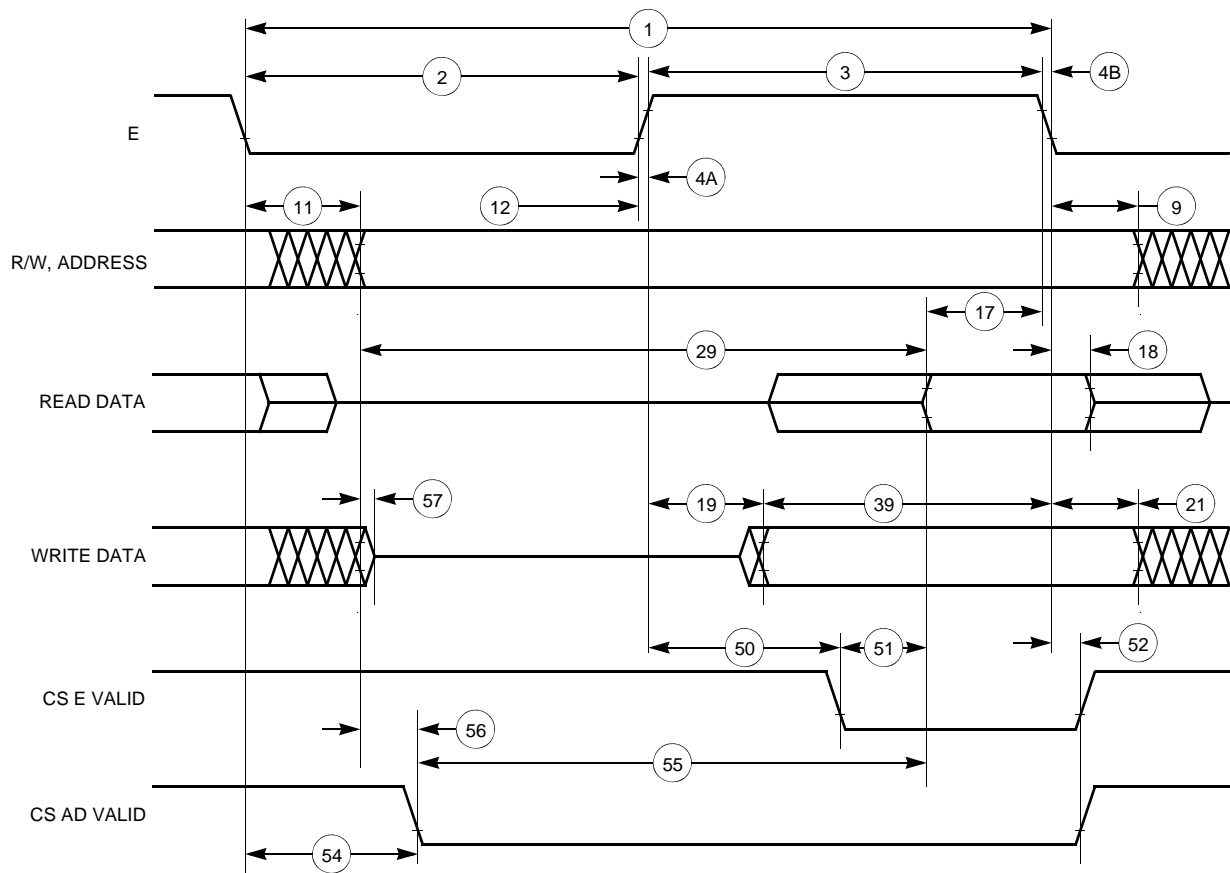 1
2
3
4B
E
4A
11
12
9
R/W, ADDRESS
17
29
18
READ DATA
57
19
39
21
WRITE DATA
50
51
52
CS E VALID
56
55
CS AD VALID
54